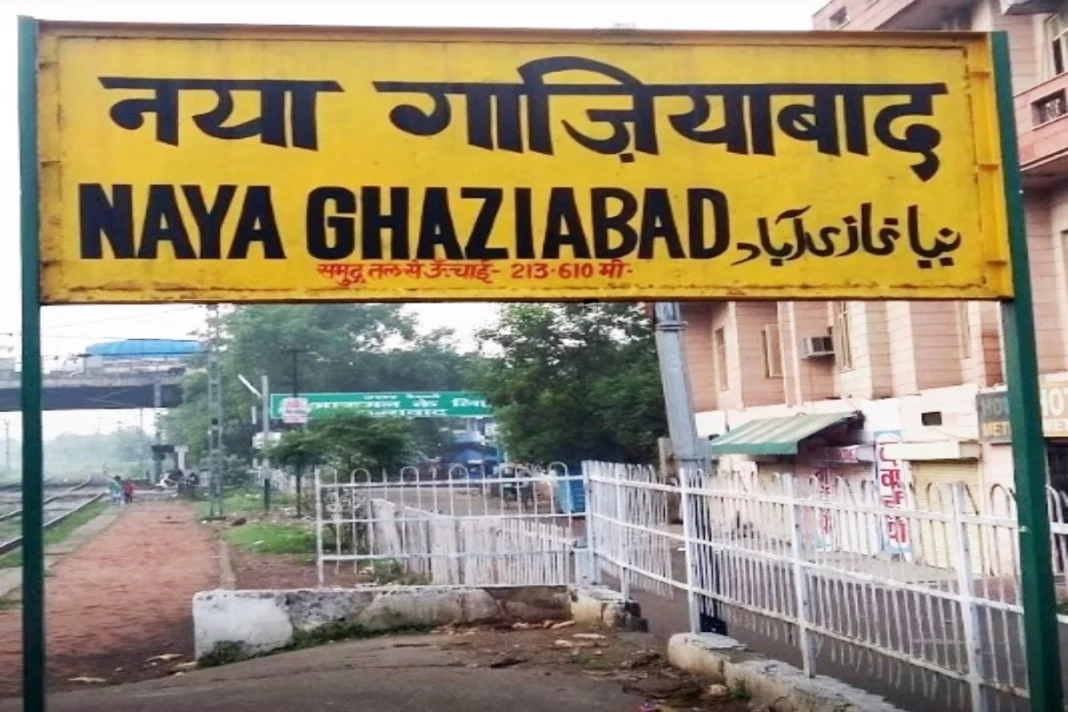 नया गाज़ियाबाद
NAYA GHAZIABAD نیا غازی آباد
समुद्र तल से ऊँचाई- 213·610 मी·